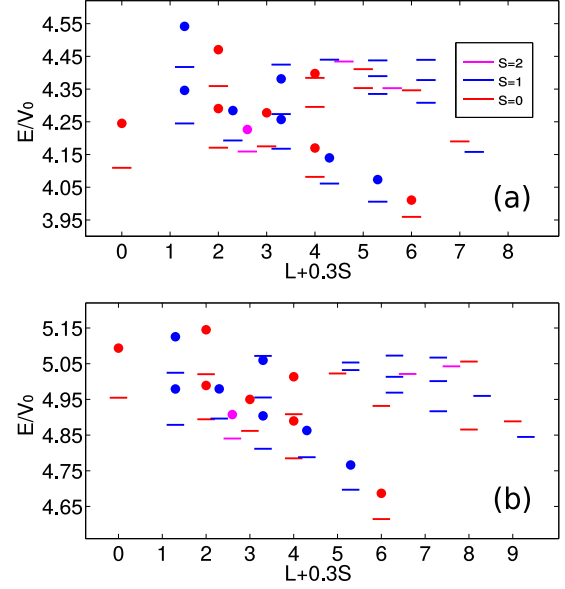 4.55
4.45
4.35
4.25
4.15
4.05
3.95
E/V₀
S=2
S=1
S=0
(a)
0 1 2 3 4 5 6 7 8
L+0.3S
5.15
5.05
4.95
4.85
4.75
4.65
E/V₀
(b)
0 1 2 3 4 5 6 7 8 9
L+0.3S